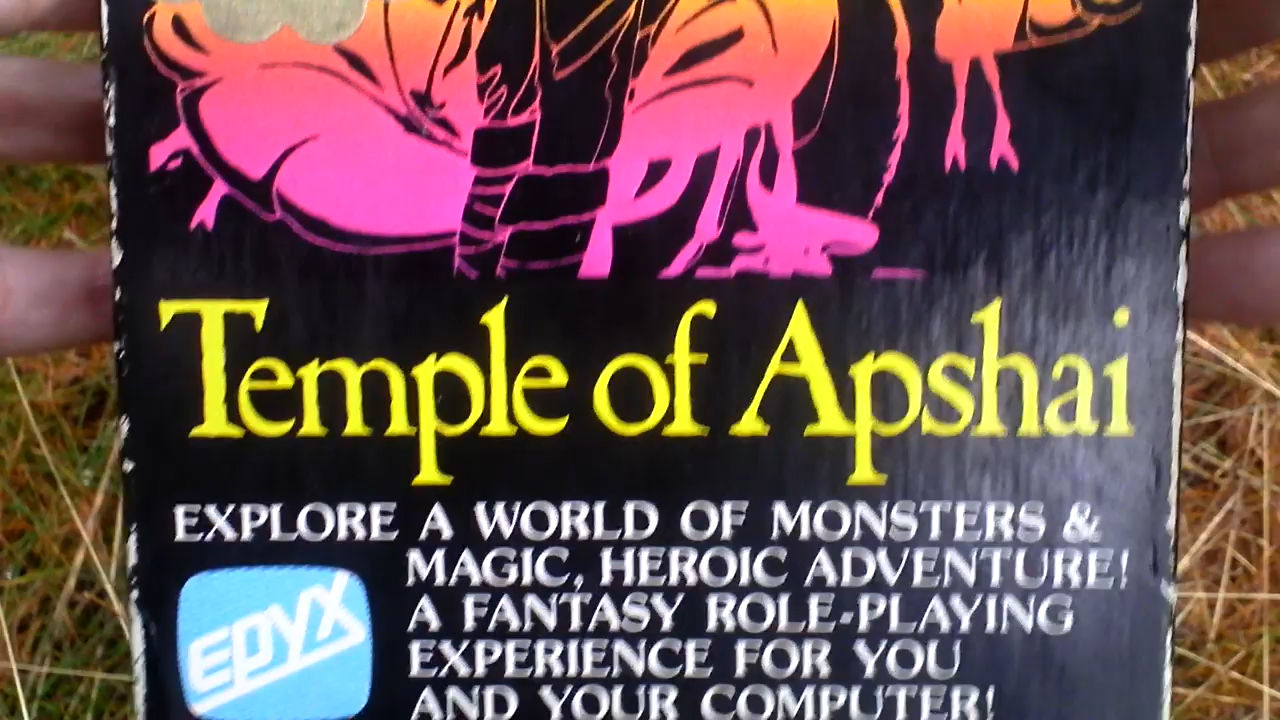 Temple of Apshai
EXPLORE A WORLD OF MONSTERS &
MAGIC, HEROIC ADVENTURE!
A FANTASY ROLE-PLAYING
EXPERIENCE FOR YOU
AND YOUR COMPUTER!
EPYX